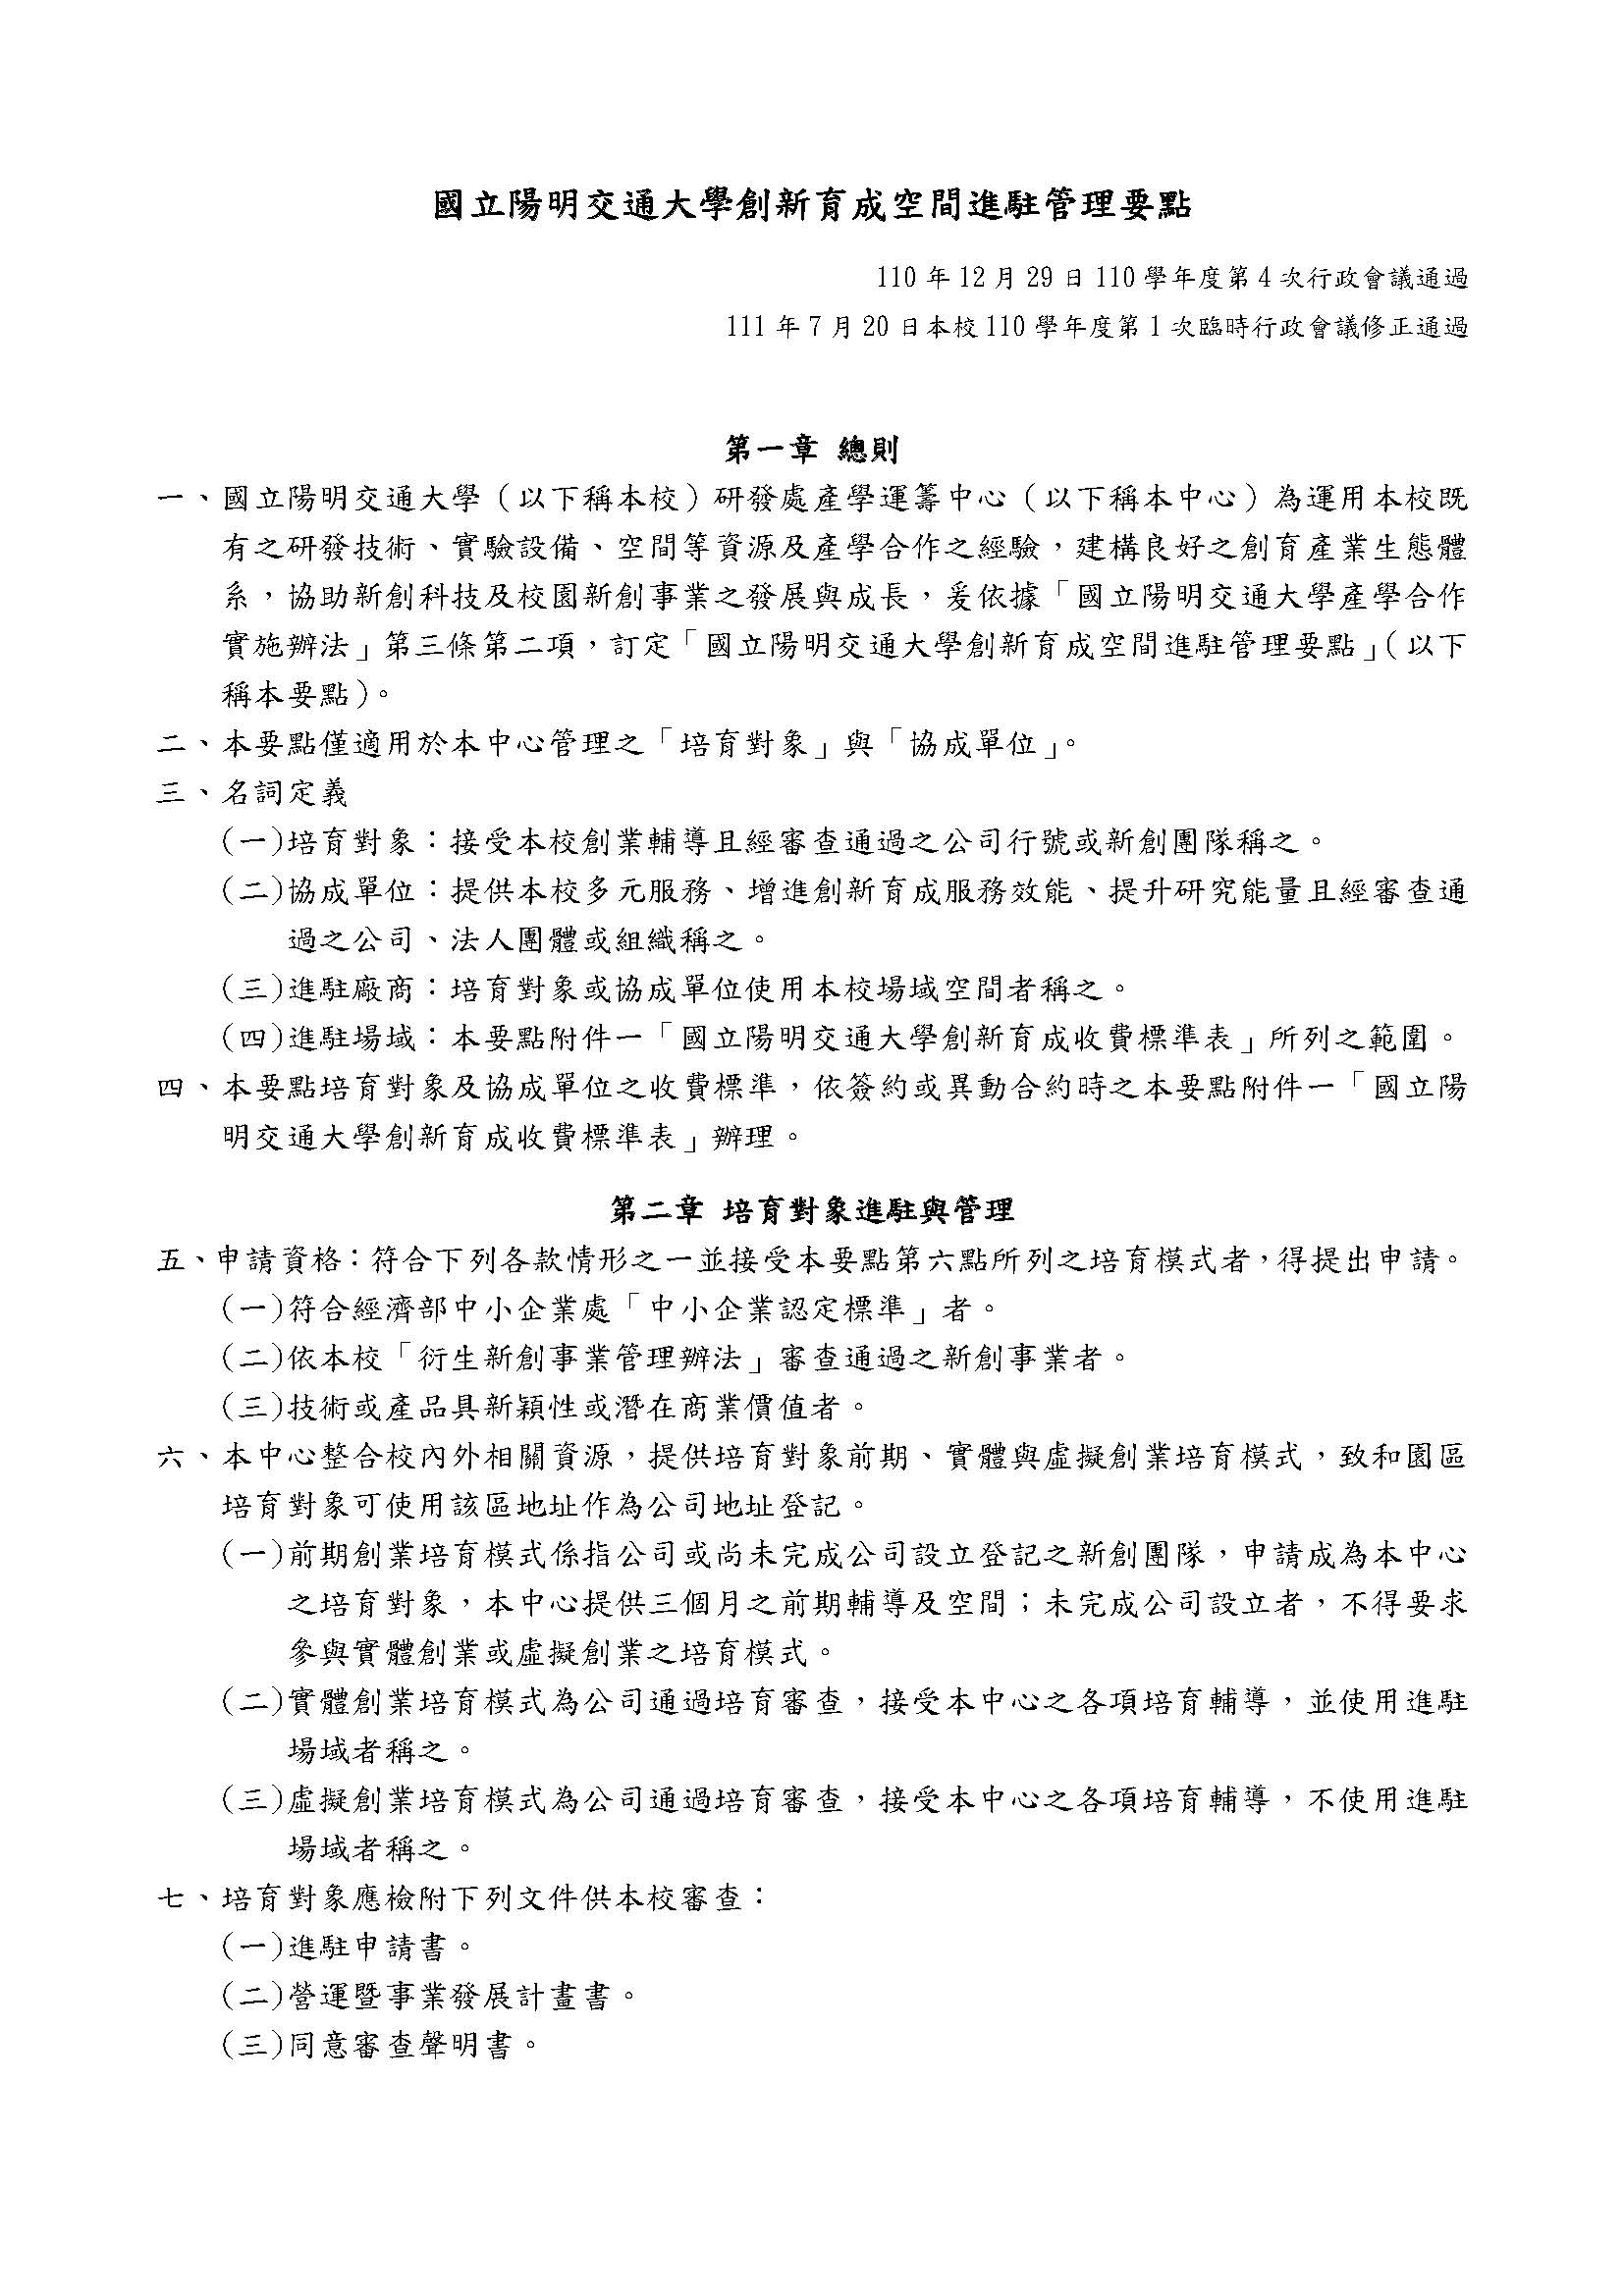 國立陽明交通大學創新育成空間進駐管理要點
110 年 12 月 29 日 110 學年度第 4 次行政會議通過
111 年 7 月 20 日本校 110 學年度第 1 次臨時行政會議修正通過
第一章 總則
一、國立陽明交通大學（以下稱本校）研發處產學運籌中心（以下稱本中心）為運用本校既
有之研發技術、實驗設備、空間等資源及產學合作之經驗，建構良好之創育產業生態體
系，協助新創科技及校園新創事業之發展與成長，爰依據「國立陽明交通大學產學合作
實施辦法」第三條第二項，訂定「國立陽明交通大學創新育成空間進駐管理要點」(以下
稱本要點)。
二、本要點僅適用於本中心管理之「培育對象」與「協成單位」。
三、名詞定義
(一)培育對象：接受本校創業輔導且經審查通過之公司行號或新創團隊稱之。
(二)協成單位：提供本校多元服務、增進創新育成服務效能、提升研究能量且經審查通
過之公司、法人團體或組織稱之。
(三)進駐廠商：培育對象或協成單位使用本校場域空間者稱之。
(四)進駐場域：本要點附件一「國立陽明交通大學創新育成收費標準表」所列之範圍。
四、本要點培育對象及協成單位之收費標準，依簽約或異動合約時之本要點附件一「國立陽
明交通大學創新育成收費標準表」辦理。
第二章 培育對象進駐與管理
五、申請資格：符合下列各款情形之一並接受本要點第六點所列之培育模式者，得提出申請。
(一)符合經濟部中小企業處「中小企業認定標準」者。
(二)依本校「衍生新創事業管理辦法」審查通過之新創事業者。
(三)技術或產品具新穎性或潛在商業價值者。
六、本中心整合校內外相關資源，提供培育對象前期、實體與虛擬創業培育模式，致和園區
培育對象可使用該區地址作為公司地址登記。
(一)前期創業培育模式係指公司或尚未完成公司設立登記之新創團隊，申請成為本中心
之培育對象，本中心提供三個月之前期輔導及空間；未完成公司設立者，不得要求
參與實體創業或虛擬創業之培育模式。
(二)實體創業培育模式為公司通過培育審查，接受本中心之各項培育輔導，並使用進駐
場域者稱之。
(三)虛擬創業培育模式為公司通過培育審查，接受本中心之各項培育輔導，不使用進駐
場域者稱之。
七、培育對象應檢附下列文件供本校審查：
(一)進駐申請書。
(二)營運暨事業發展計畫書。
(三)同意審查聲明書。